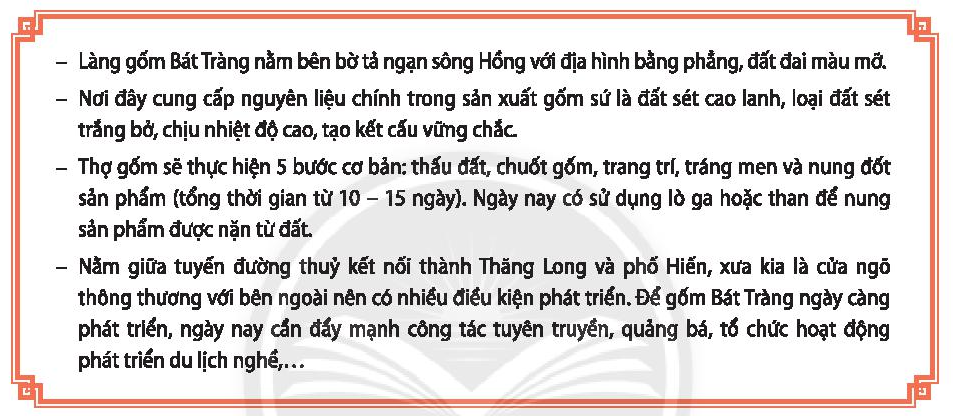 – Làng gốm Bát Tràng nằm bên bờ tả ngạn sông Hồng với địa hình bằng phẳng, đất đai màu mỡ.
– Nơi đây cung cấp nguyên liệu chính trong sản xuất gốm sứ là đất sét cao lanh, loại đất sét
trắng bở, chịu nhiệt độ cao, tạo kết cấu vững chắc.
– Thợ gốm sẽ thực hiện 5 bước cơ bản: thấu đất, chuốt gốm, trang trí, tráng men và nung đốt
sản phẩm (tổng thời gian từ 10 – 15 ngày). Ngày nay có sử dụng lò ga hoặc than để nung
sản phẩm được nặn từ đất.
– Nằm giữa tuyến đường thuỷ kết nối thành Thăng Long và phố Hiến, xưa kia là cửa ngõ
thông thương với bên ngoài nên có nhiều điều kiện phát triển. Để gốm Bát Tràng ngày càng
phát triển, ngày nay cần đẩy mạnh công tác tuyên truyền, quảng bá, tổ chức hoạt động
phát triển du lịch nghề,…